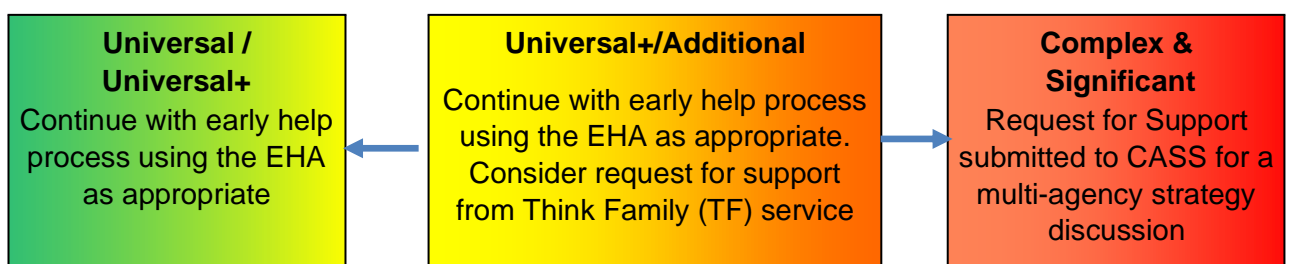 Universal /
Universal+
Continue with early help
process using the EHA
as appropriate
Universal+/Additional
Continue with early help process
using the EHA as appropriate.
Consider request for support
from Think Family (TF) service
Complex &
Significant
Request for Support
submitted to CASS for a
multi-agency strategy
discussion